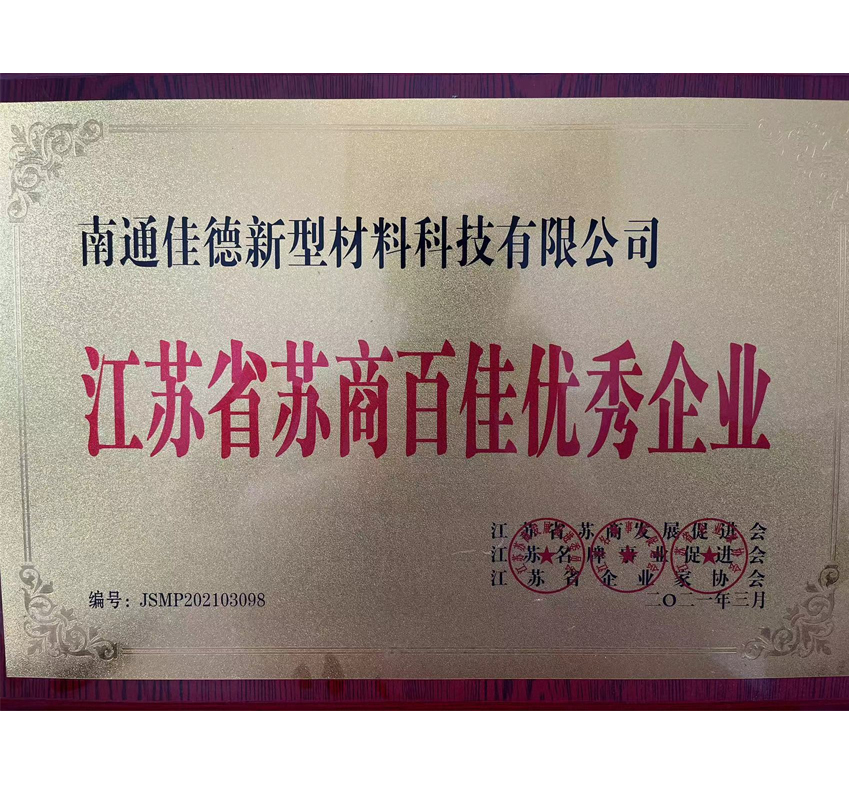 南通佳德新型材料科技有限公司
江苏省苏商百佳优秀企业
江苏省苏商发展促进会
江苏名牌事业促进会
江苏省企业家协会
编号：JSMP202103098
二〇二一年三月